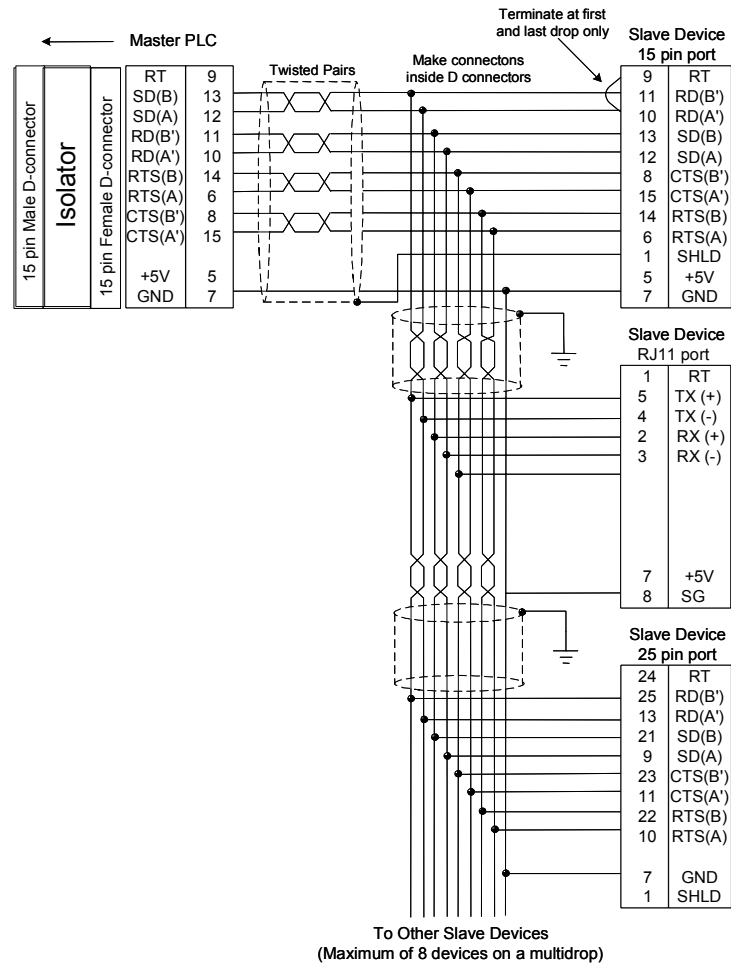 Terminate at first
and last drop only
Master PLC
Slave Device
15 pin port
Twisted Pairs
Make connectons
inside D connectors
15 pin Male D-connector
Isolator
15 pin Female D-connector
RT 9
SD(B) 13
SD(A) 12
RD(B') 11
RD(A') 10
RTS(B) 14
RTS(A) 6
CTS(B') 8
CTS(A') 15
+5V 5
GND 7
9 RT
11 RD(B')
10 RD(A')
13 SD(B)
12 SD(A)
8 CTS(B')
15 CTS(A')
14 RTS(B)
6 RTS(A)
1 SHLD
5 +5V
7 GND
Slave Device
RJ11 port
1 RT
5 TX (+)
4 TX (-)
2 RX (+)
3 RX (-)
7 +5V
8 SG
Slave Device
25 pin port
24 RT
25 RD(B')
13 RD(A')
21 SD(B)
9 SD(A)
23 CTS(B')
11 CTS(A')
22 RTS(B)
10 RTS(A)
7 GND
1 SHLD
To Other Slave Devices
(Maximum of 8 devices on a multidrop)